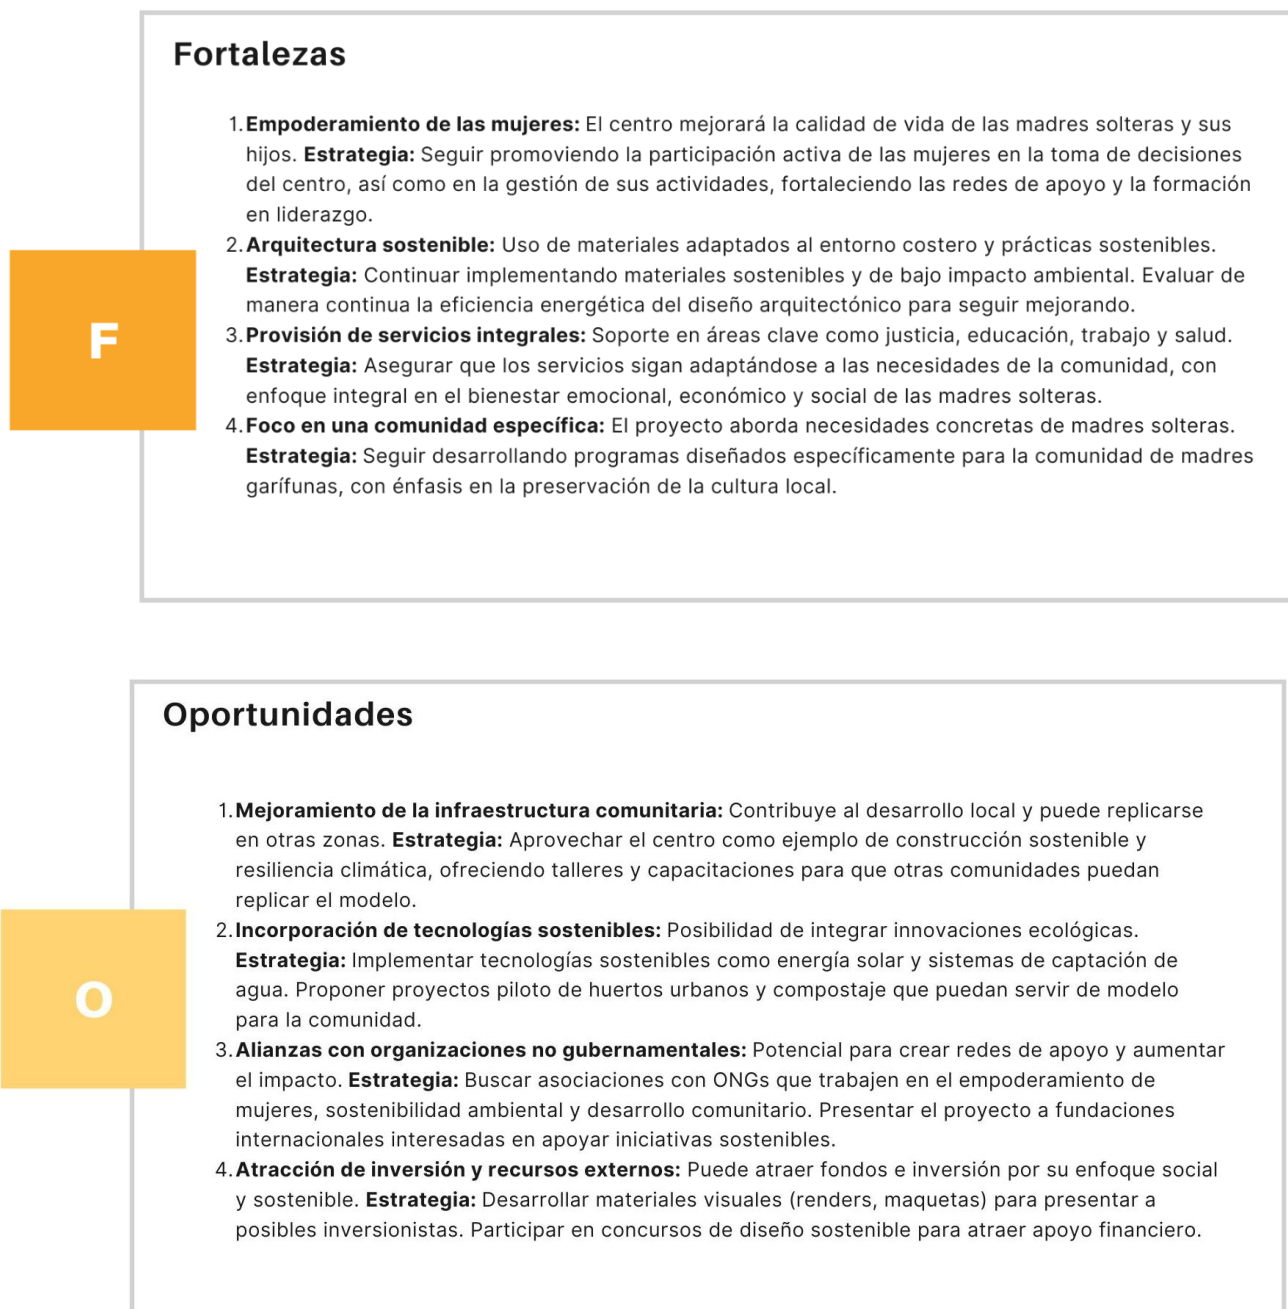 Fortalezas
1. Empoderamiento de las mujeres: El centro mejorará la calidad de vida de las madres solteras y sus
hijos. Estrategia: Seguir promoviendo la participación activa de las mujeres en la toma de decisiones
del centro, así como en la gestión de sus actividades, fortaleciendo las redes de apoyo y la formación
en liderazgo.
2. Arquitectura sostenible: Uso de materiales adaptados al entorno costero y prácticas sostenibles.
Estrategia: Continuar implementando materiales sostenibles y de bajo impacto ambiental. Evaluar de
manera continua la eficiencia energética del diseño arquitectónico para seguir mejorando.
F
3. Provisión de servicios integrales: Soporte en áreas clave como justicia, educación, trabajo y salud.
Estrategia: Asegurar que los servicios sigan adaptándose a las necesidades de la comunidad, con
enfoque integral en el bienestar emocional, económico y social de las madres solteras.
4. Foco en una comunidad específica: El proyecto aborda necesidades concretas de madres solteras.
Estrategia: Seguir desarrollando programas diseñados específicamente para la comunidad de madres
garífunas, con énfasis en la preservación de la cultura local.
Oportunidades
1. Mejoramiento de la infraestructura comunitaria: Contribuye al desarrollo local y puede replicarse
en otras zonas. Estrategia: Aprovechar el centro como ejemplo de construcción sostenible y
resiliencia climática, ofreciendo talleres y capacitaciones para que otras comunidades puedan
replicar el modelo.
2. Incorporación de tecnologías sostenibles: Posibilidad de integrar innovaciones ecológicas.
Estrategia: Implementar tecnologías sostenibles como energía solar y sistemas de captación de
agua. Proponer proyectos piloto de huertos urbanos y compostaje que puedan servir de modelo
para la comunidad.
O
3. Alianzas con organizaciones no gubernamentales: Potencial para crear redes de apoyo y aumentar
el impacto. Estrategia: Buscar asociaciones con ONGs que trabajen en el empoderamiento de
mujeres, sostenibilidad ambiental y desarrollo comunitario. Presentar el proyecto a fundaciones
internacionales interesadas en apoyar iniciativas sostenibles.
4. Atracción de inversión y recursos externos: Puede atraer fondos e inversión por su enfoque social
y sostenible. Estrategia: Desarrollar materiales visuales (renders, maquetas) para presentar a
posibles inversionistas. Participar en concursos de diseño sostenible para atraer apoyo financiero.